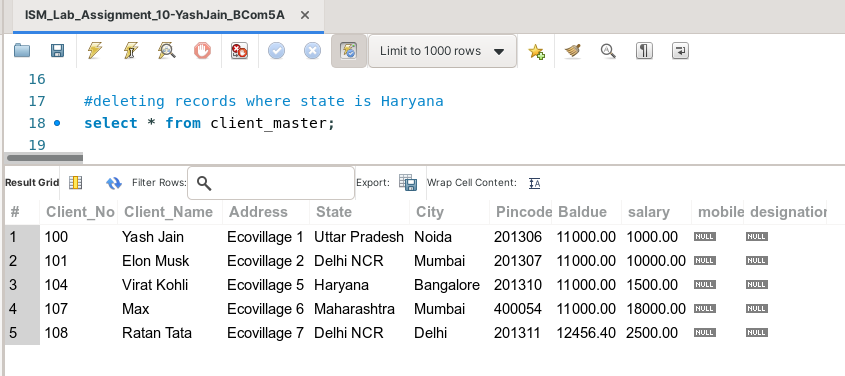 ISM_Lab_Assignment_10-YashJain_BCom5A
Limit to 1000 rows
16
17 #deleting records where state is Haryana
18 select * from client_master;
19
Result Grid Filter Rows: Export: Wrap Cell Content:
# Client_No Client_Name Address State City Pincode Baldue salary mobile designation
1 100 Yash Jain Ecovillage 1 Uttar Pradesh Noida 201306 11000.00 1000.00 NULL NULL
2 101 Elon Musk Ecovillage 2 Delhi NCR Mumbai 201307 11000.00 10000.00 NULL NULL
3 104 Virat Kohli Ecovillage 5 Haryana Bangalore 201310 11000.00 1500.00 NULL NULL
4 107 Max Ecovillage 6 Maharashtra Mumbai 400054 11000.00 18000.00 NULL NULL
5 108 Ratan Tata Ecovillage 7 Delhi NCR Delhi 201311 12456.40 2500.00 NULL NULL